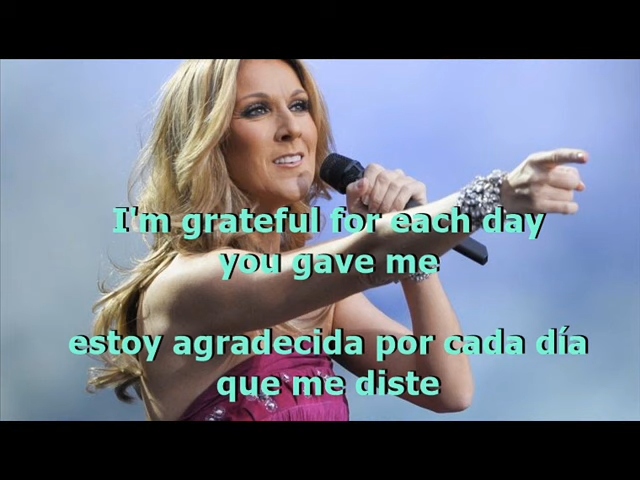 I'm grateful for each day
you gave me
estoy agradecida por cada día
que me diste